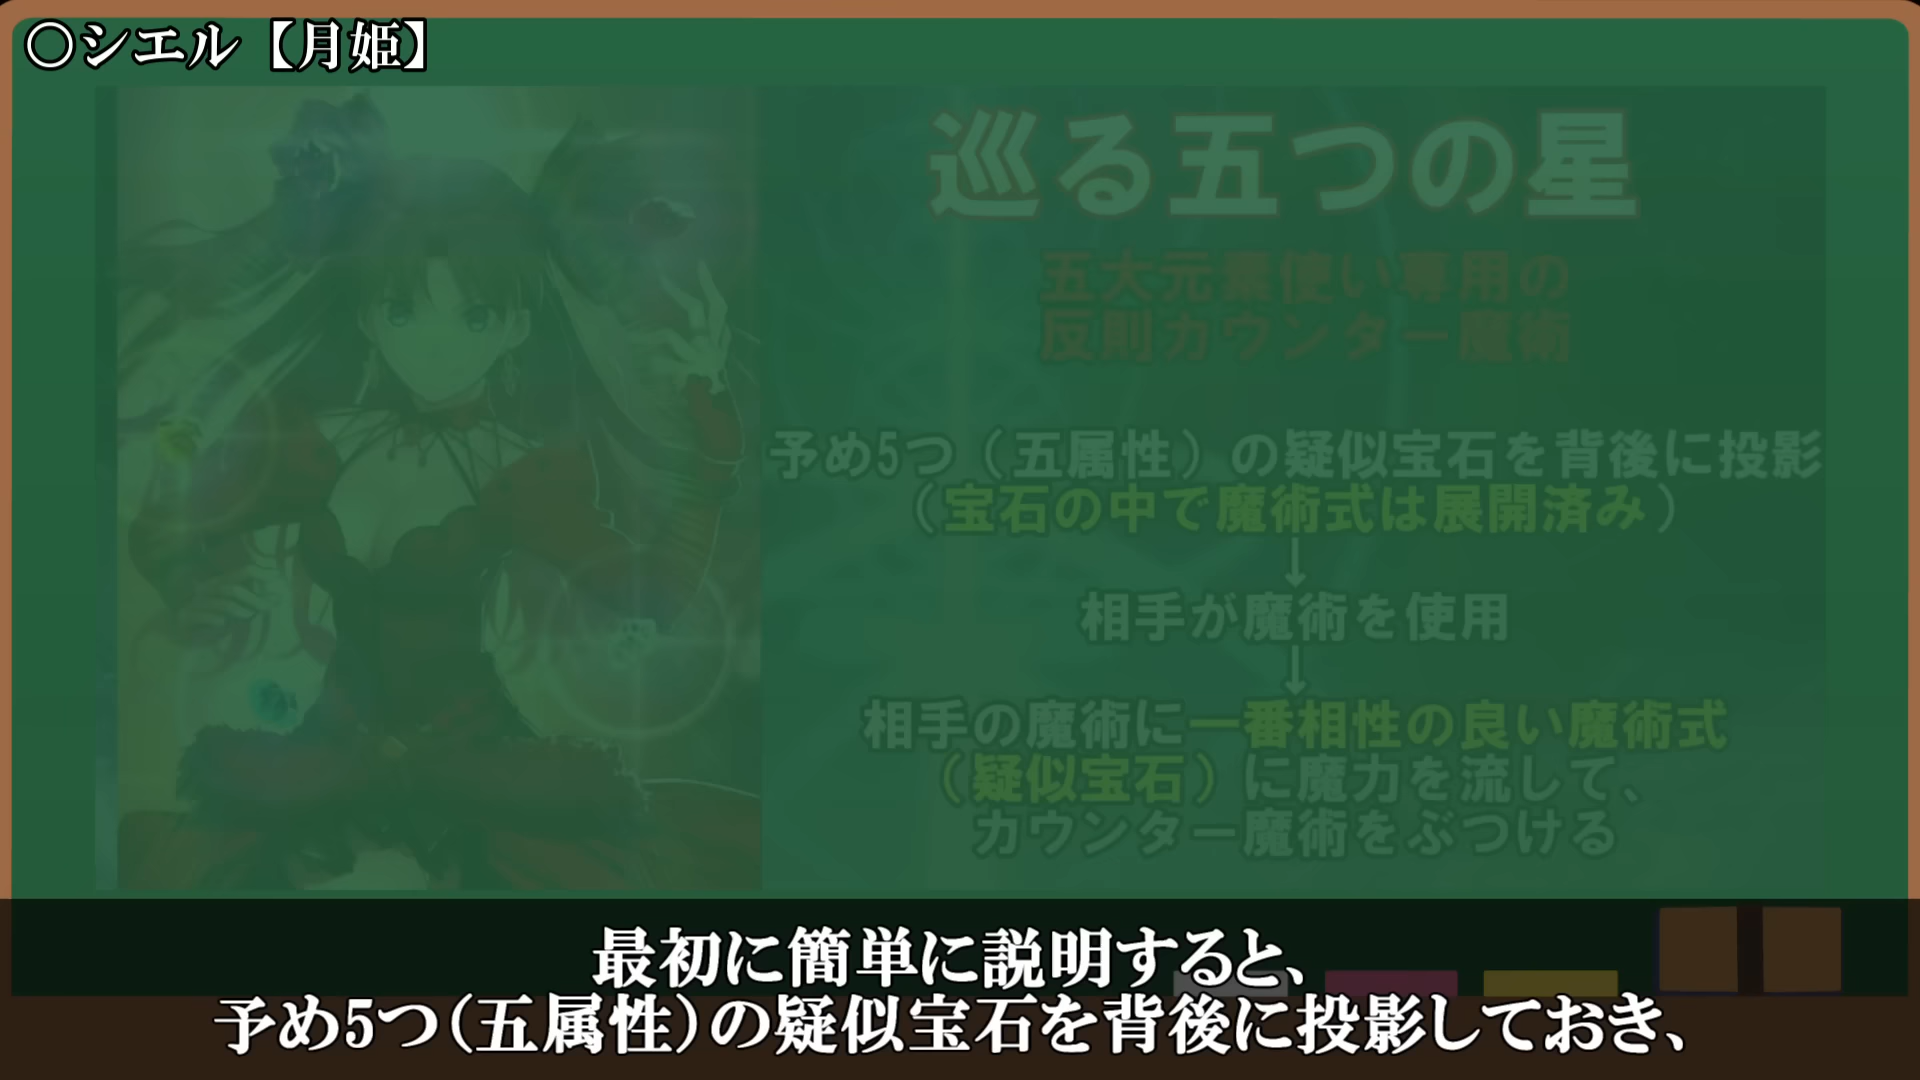 〇シエル【月姫】
巡る五つの星
五大元素使い専用の
反則カウンター魔術
予め5つ（五属性）の疑似宝石を背後に投影
（宝石の中で魔術式は展開済み）
↓
相手が魔術を使用
↓
相手の魔術に一番相性の良い魔術式
（疑似宝石）に魔力を流して、
カウンター魔術をぶつける
最初に簡単に説明すると、
予め5つ（五属性）の疑似宝石を背後に投影しておき、